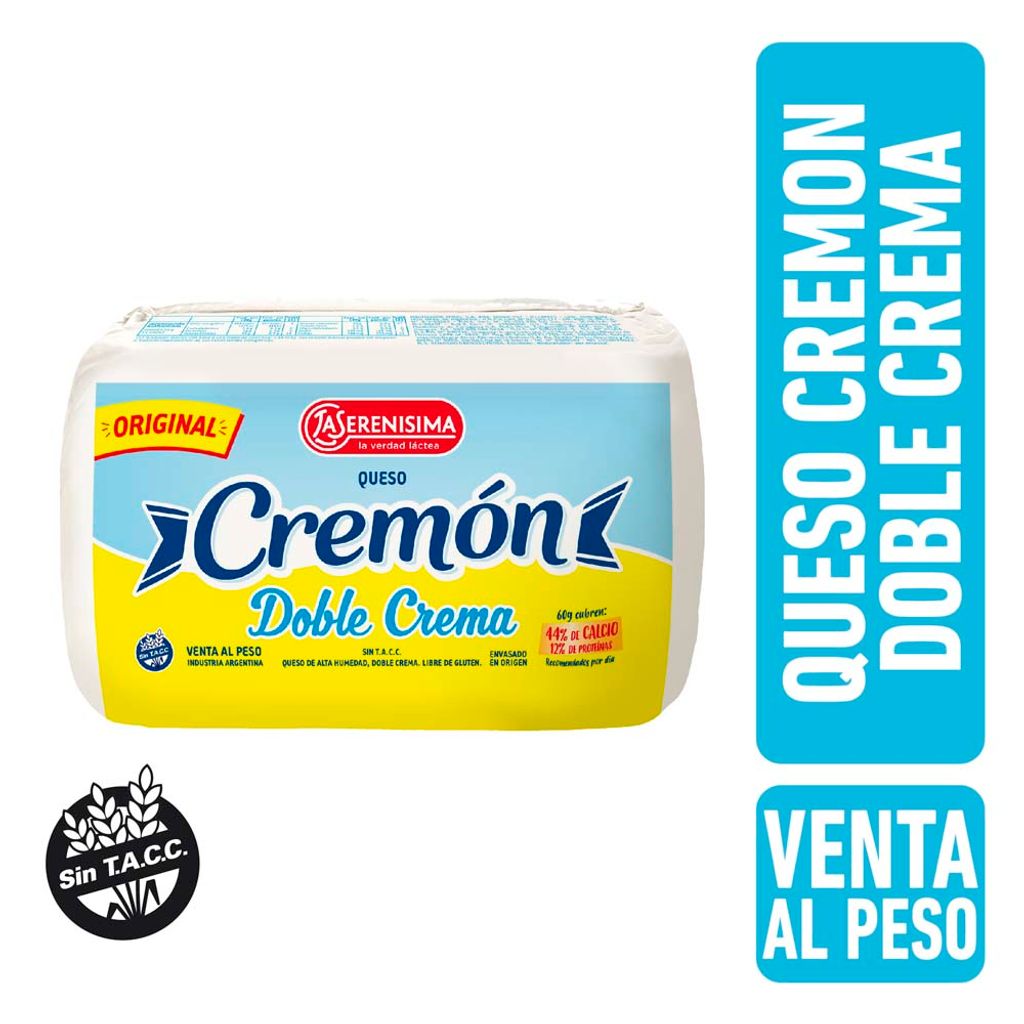 ORIGINAL
LASERENISIMA
la verdad láctea
QUESO
Cremón
Doble Crema
60g cubren:
44% DE CALCIO
12% DE PROTEÍNAS
Recomendados por día
Sin T.A.C.C.
VENTA AL PESO
INDUSTRIA ARGENTINA
SIN T.A.C.C.
QUESO DE ALTA HUMEDAD, DOBLE CREMA. LIBRE DE GLUTEN.
ENVASADO
EN ORIGEN
Sin T.A.C.C.
QUESO CREMON
DOBLE CREMA
VENTA
AL PESO